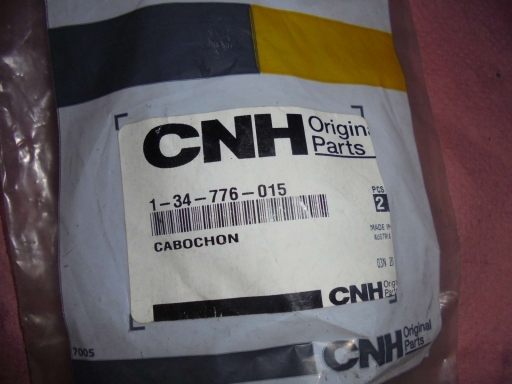 CNH Original Parts
1-34-776-015
PCS
2
CABOCHON
MADE IN
AUSTRIA
CNH Original Parts
7005
CNH Original Parts